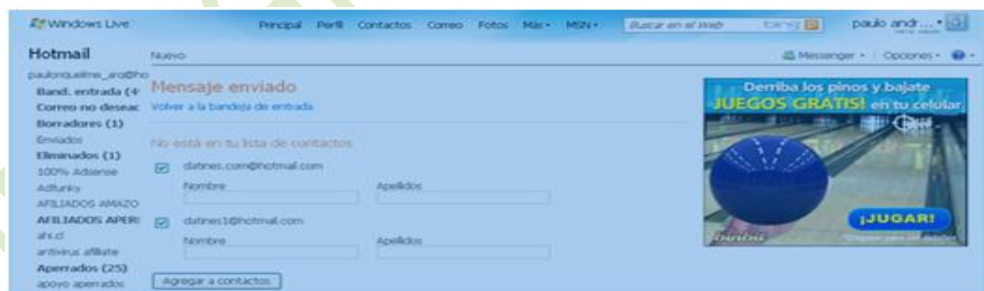 Windows Live
Principal Perfil Contactos Correo Fotos Más MSN
Buscar en el Web
bing
paulo andr...
Hotmail
Nuevo
Messenger Opciones
Band. entrada
Mensaje enviado
Correo no deseac
Volver a la bandeja de entrada
Borradores (1)
Enviados
No está en tu lista de contactos
Eliminados (1)
datines.com@hotmail.com
100% Adsense
Nombre Apellidos
Adfunky
AFILIADOS AMAZO
AFILIADOS APERI
datines1@hotmail.com
Nombre Apellidos
antivirus afiliate
Aperrados (25)
apoyo aperrados
Agregar a contactos
Derriba los pinos y bajate
JUEGOS GRATIS! en tu celular
¡JUGAR!